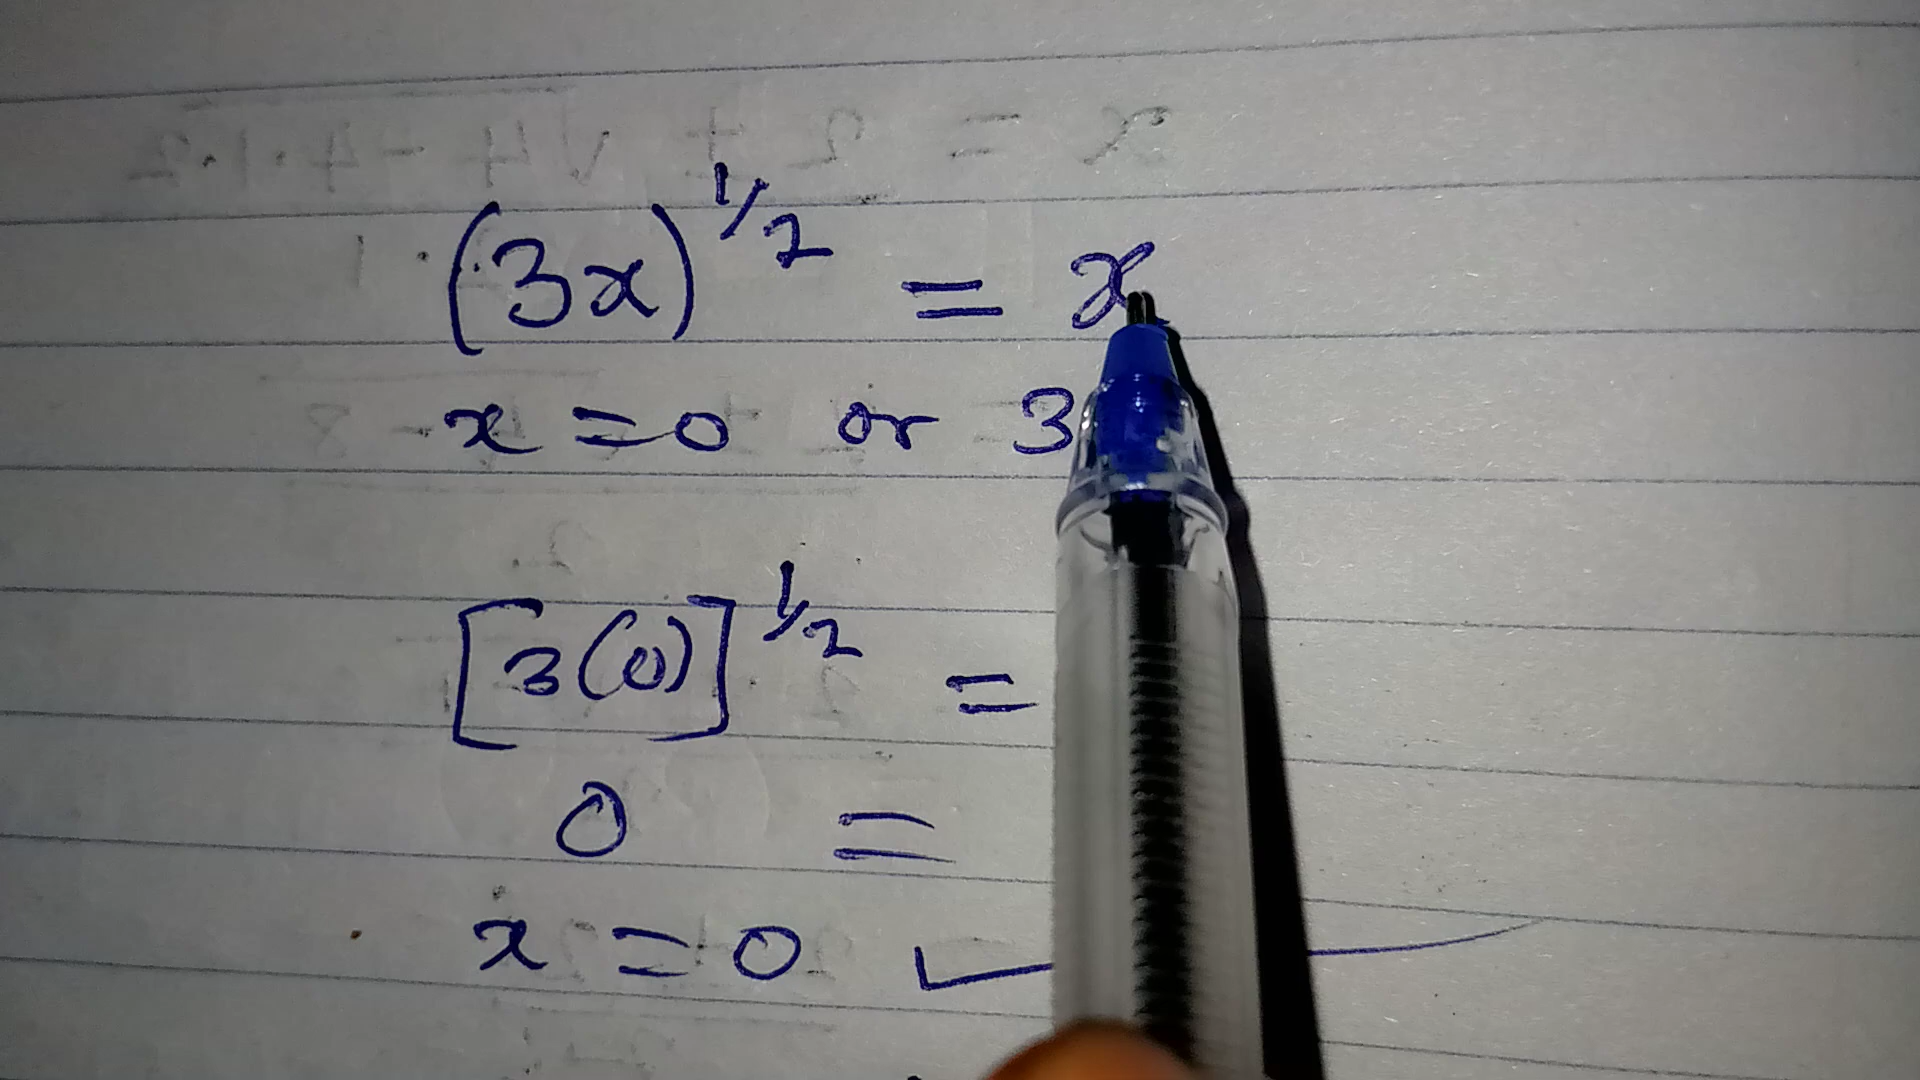 (3x)^1/2 = x
x = 0 or 3
[3(0)]^1/2 =
0 =
x = 0 ✓